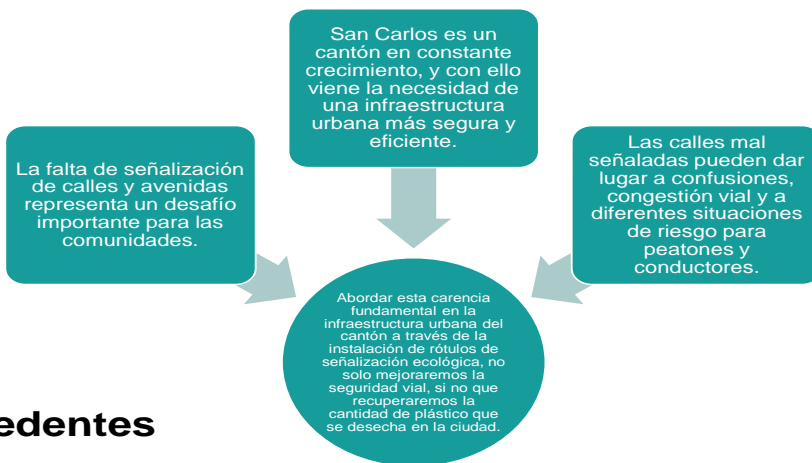 San Carlos es un
cantón en constante
crecimiento, y con ello
viene la necesidad de
una infraestructura
urbana más segura y
eficiente.
La falta de señalización
de calles y avenidas
representa un desafío
importante para las
comunidades.
Las calles mal
señaladas pueden dar
lugar a confusiones,
congestión vial y a
diferentes situaciones
de riesgo para
peatones y
conductores.
Abordar esta carencia
fundamental en la
infraestructura urbana del
cantón a través de la
instalación de rótulos de
señalización ecológica, no
solo mejoraremos la
seguridad vial, si no que
recuperaremos la
cantidad de plástico que
se desecha en la ciudad.
edentes